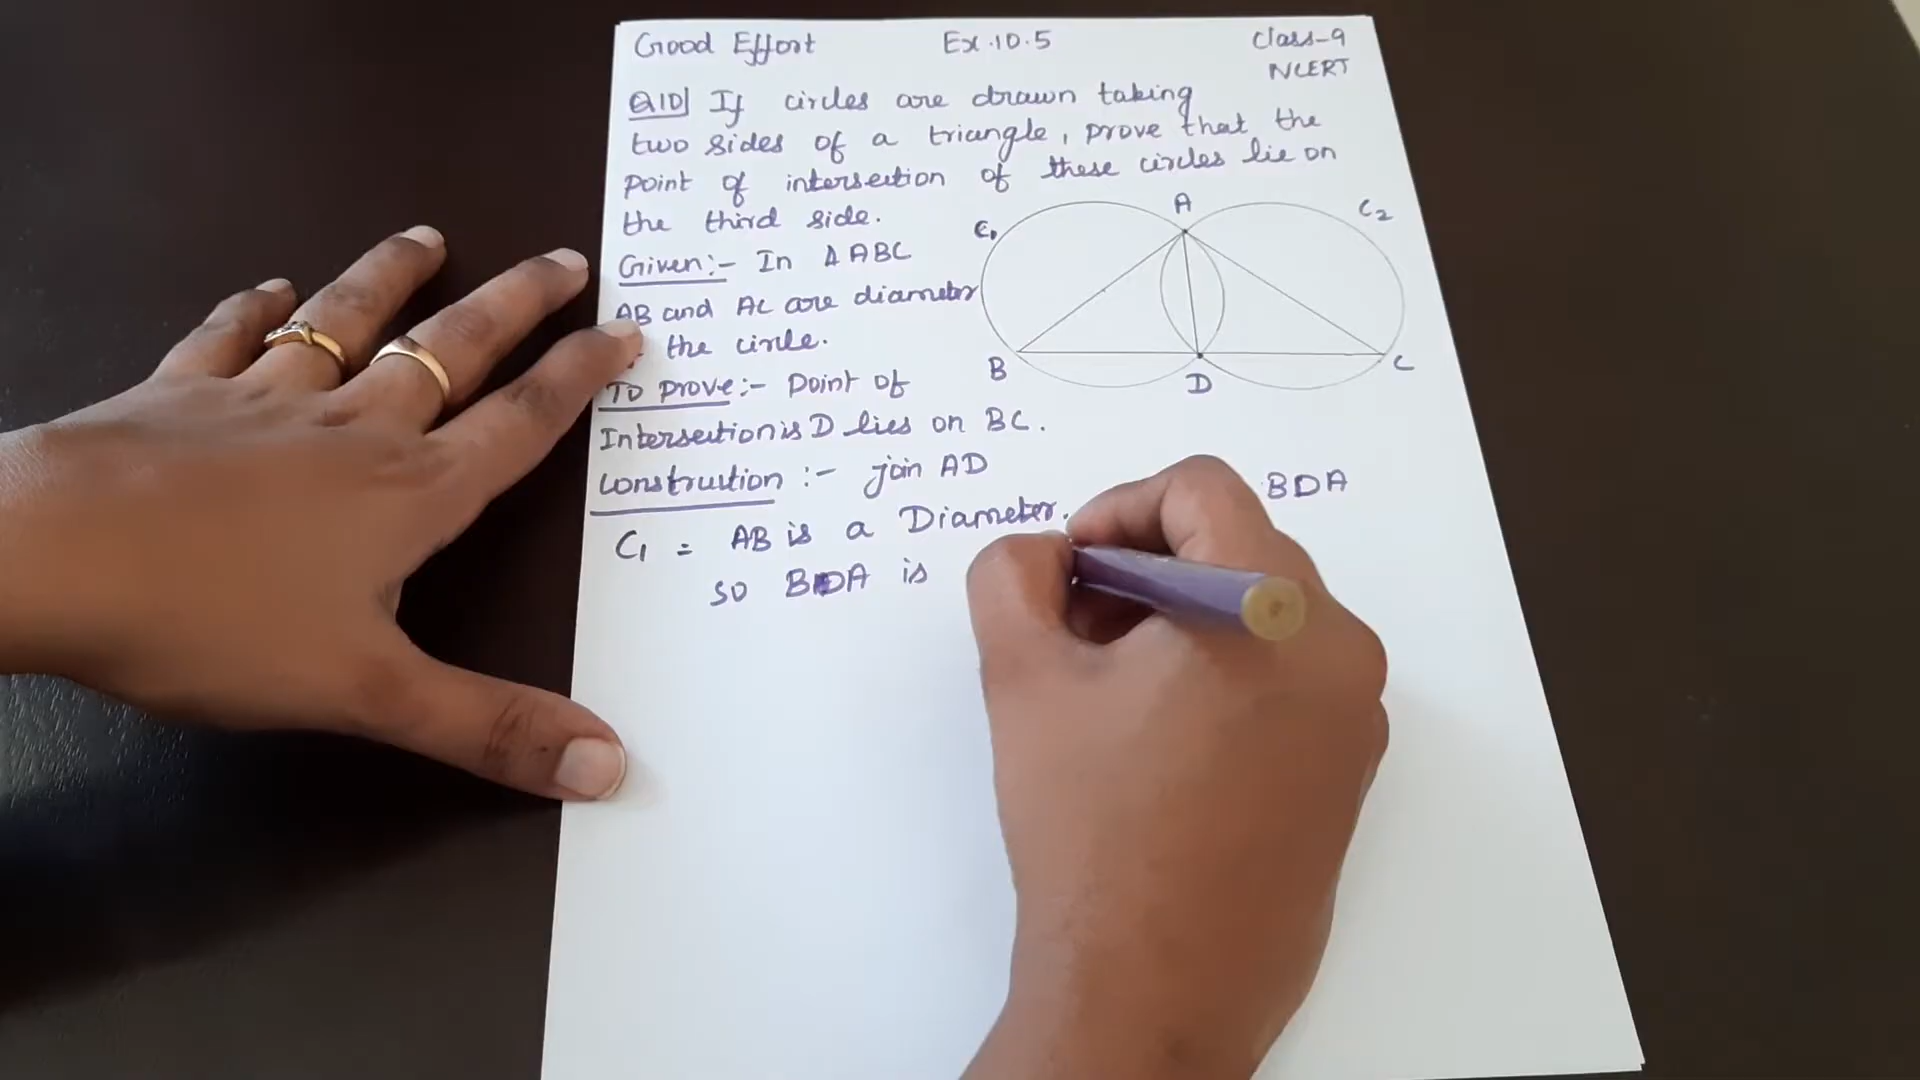 Good Effort Ex.10.5 Class-9
NCERT
Q10] If circles are drawn taking
two sides of a triangle, prove that the
point of intersection of these circles lie on
the third side.
Given:- In Δ ABC
AB and AC are diameter
the circle.
To prove:- Point of
Intersection is D lies on BC.
Construction :- join AD
C₁ = AB is a Diameter.
so BDA is
BDA
A
C₁
C₂
B
D
C